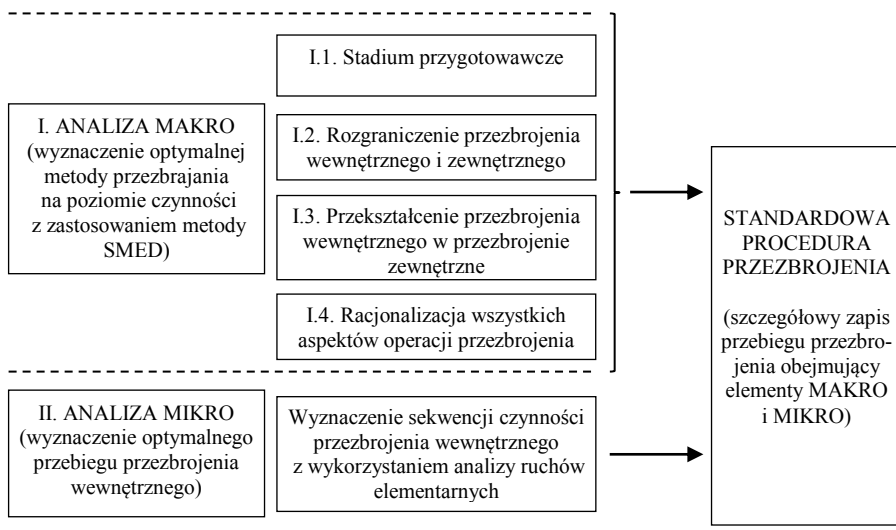 I. ANALIZA MAKRO
(wyznaczenie optymalnej
metody przezbrajania
na poziomie czynności
z zastosowaniem metody
SMED)
I.1. Stadium przygotowawcze
I.2. Rozgraniczenie przezbrojenia
wewnętrznego i zewnętrznego
I.3. Przekształcenie przezbrojenia
wewnętrznego w przezbrojenie
zewnętrzne
I.4. Racjonalizacja wszystkich
aspektów operacji przezbrojenia
II. ANALIZA MIKRO
(wyznaczenie optymalnego
przebiegu przezbrojenia
wewnętrznego)
Wyznaczenie sekwencji czynności
przezbrojenia wewnętrznego
z wykorzystaniem analizy ruchów
elementarnych
STANDARDOWA
PROCEDURA
PRZEZBROJENIA
(szczegółowy zapis
przebiegu przezbro-
jenia obejmujący
elementy MAKRO
i MIKRO)